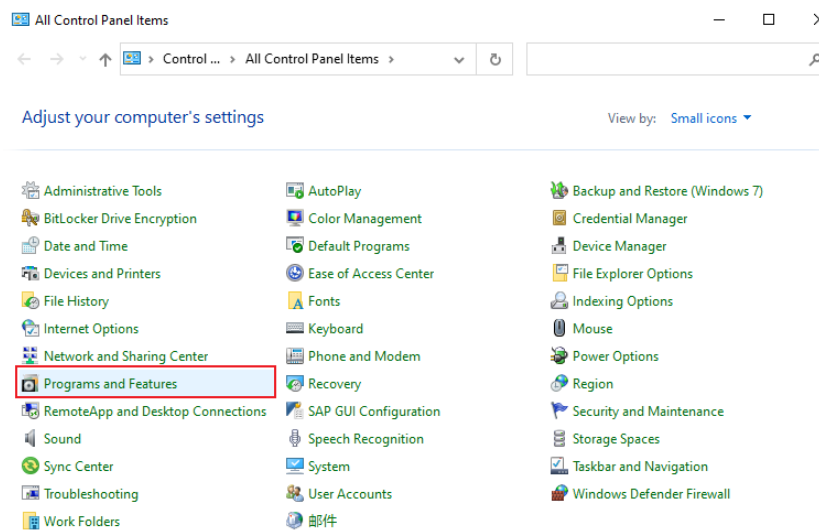 All Control Panel Items
Control ... › All Control Panel Items ›
Adjust your computer's settings
View by: Small icons
Administrative Tools AutoPlay Backup and Restore (Windows 7)
BitLocker Drive Encryption Color Management Credential Manager
Date and Time Default Programs Device Manager
Devices and Printers Ease of Access Center File Explorer Options
File History Fonts Indexing Options
Internet Options Keyboard Mouse
Network and Sharing Center Phone and Modem Power Options
Programs and Features Recovery Region
RemoteApp and Desktop Connections SAP GUI Configuration Security and Maintenance
Sound Speech Recognition Storage Spaces
Sync Center System Taskbar and Navigation
Troubleshooting User Accounts Windows Defender Firewall
Work Folders 邮件